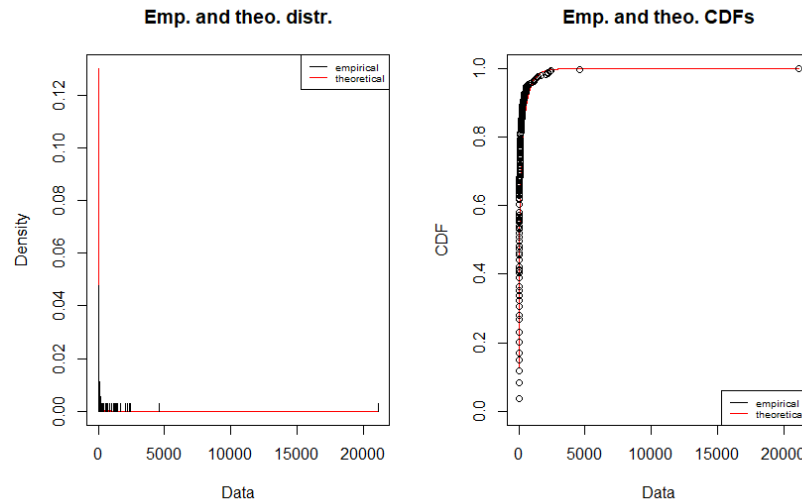 Emp. and theo. distr.
empirical
theoretical
Density
0.00
0.02
0.04
0.06
0.08
0.10
0.12
0
5000
10000
15000
20000
Data
Emp. and theo. CDFs
CDF
0.0
0.2
0.4
0.6
0.8
1.0
empirical
theoretical
0
5000
10000
15000
20000
Data